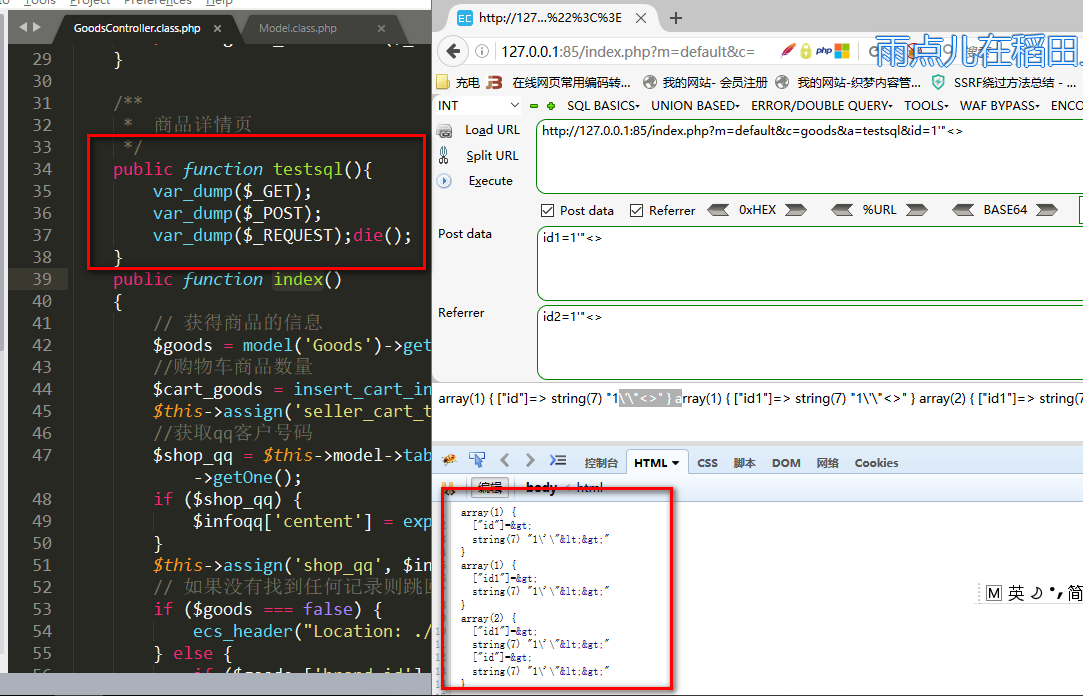 Tools Project Preferences Help
GoodsController.class.php ×
Model.class.php ×
29 }
30
31 /**
32 * 商品详情页
33 */
34 public function testsql(){
35 var_dump($_GET);
36 var_dump($_POST);
37 var_dump($_REQUEST);die();
38 }
39 public function index()
40 {
41 // 获得商品的信息
42 $goods = model('Goods')->get
43 //购物车商品数量
44 $cart_goods = insert_cart_in
45 $this->assign('seller_cart_t
46 //获取qq客户号码
47 $shop_qq = $this->model->tab
->getOne();
48 if ($shop_qq) {
49 $infoqq['centent'] = exp
50 }
51 $this->assign('shop_qq', $in
52 // 如果没有找到任何记录则跳
53 if ($goods === false) {
54 ecs_header("Location: ./
55 } else {
EC http://127...%22%3C%3E × +
127.0.0.1:85/index.php?m=default&c=
php
雨点儿在稻田
充电 在线网页常用编码转... 我的网站- 会员注册 我的网站-织梦内容管... SSRF绕过方法总结 - ...
INT SQL BASICS UNION BASED ERROR/DOUBLE QUERY TOOLS WAF BYPASS ENCO
Load URL
Split URL
Execute
http://127.0.0.1:85/index.php?m=default&c=goods&a=testsql&id=1'"<>
Post data Referrer 0xHEX %URL BASE64
Post data
id1=1'"<>
Referrer
id2=1'"<>
array(1) { ["id"]=> string(7) "1\'\"<>" } array(1) { ["id1"]=> string(7) "1\'\"<>" } array(2) { ["id1"]=> string(7
控制台 HTML CSS 脚本 DOM 网络 Cookies
编辑 body < html
array(1) {
["id"]=&gt;
string(7) "1\'\"&lt;&gt;"
}
array(1) {
["id1"]=&gt;
string(7) "1\'\"&lt;&gt;"
}
array(2) {
["id1"]=&gt;
string(7) "1\'\"&lt;&gt;"
["id"]=&gt;
string(7) "1\'\"&lt;&gt;"
}
M 英 简